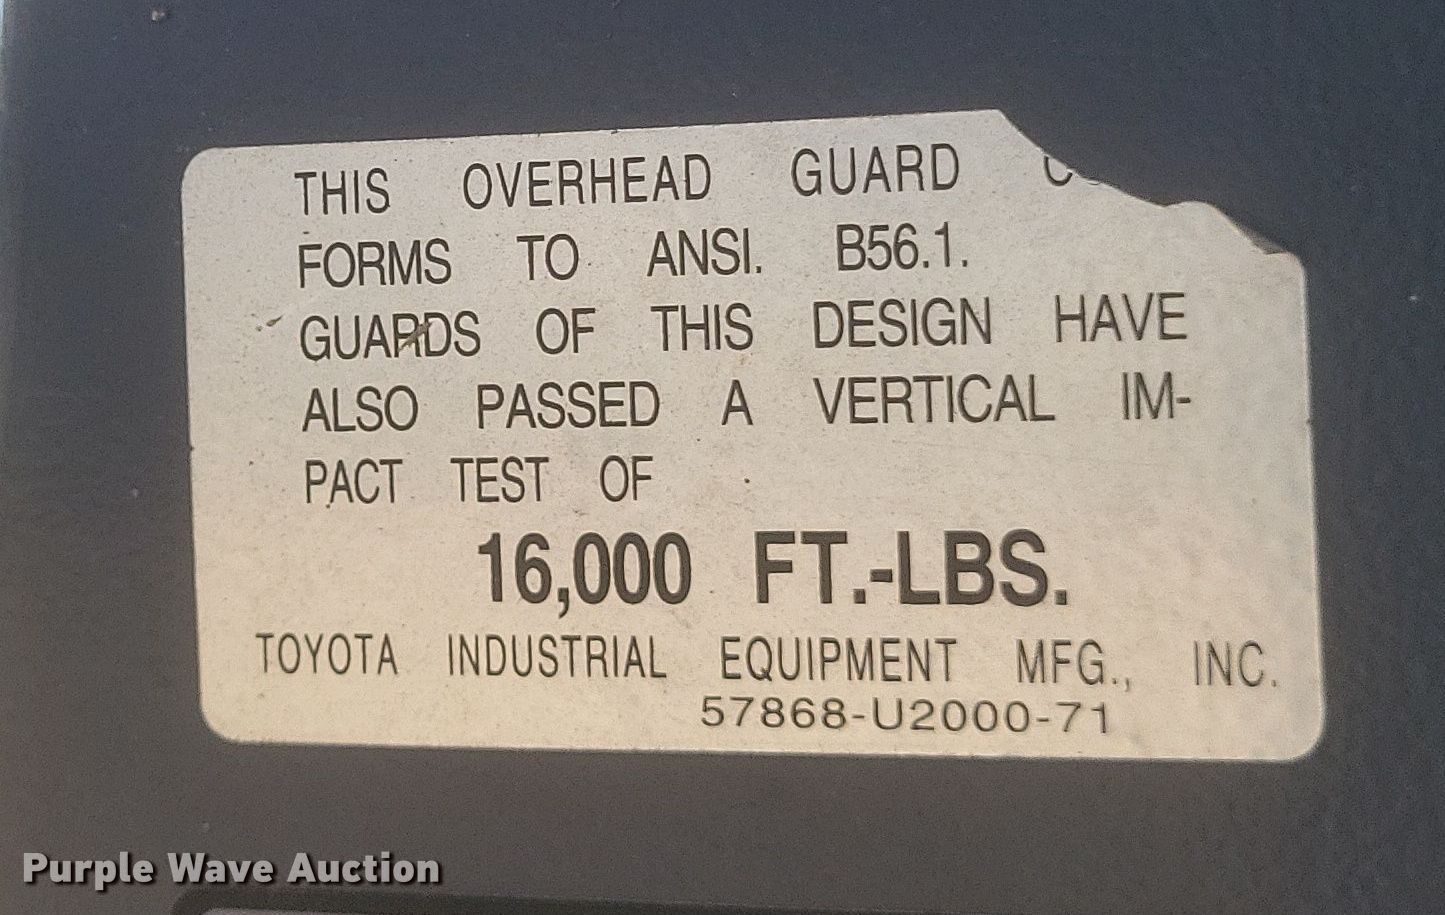 THIS OVERHEAD GUARD
FORMS TO ANSI. B56.1.
GUARDS OF THIS DESIGN HAVE
ALSO PASSED A VERTICAL IM-
PACT TEST OF
16,000 FT.-LBS.
TOYOTA INDUSTRIAL EQUIPMENT MFG., INC.
57868-U2000-71
Purple Wave Auction